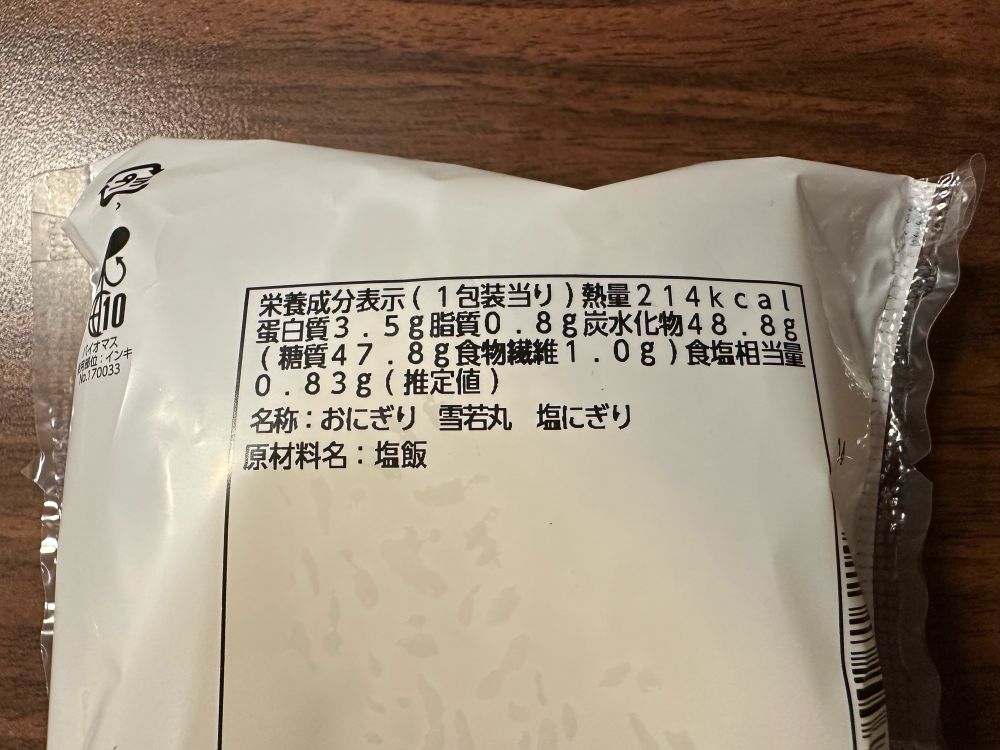 栄養成分表示(1包装当り)熱量214kcal
蛋白質3.5g脂質0.8g炭水化物48.8g
(糖質47.8g食物繊維1.0g)食塩相当量
0.83g(推定値)
名称:おにぎり 雪若丸 塩にぎり
原材料名:塩飯
10
バイオマス
:インキ
No.170033